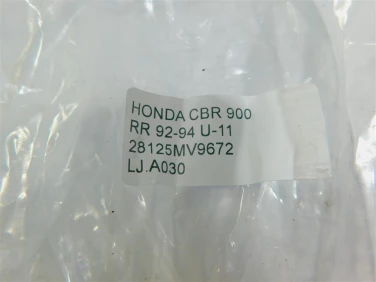 HONDA CBR 900
RR 92-94 U-11
28125MV9672
LJ.A030